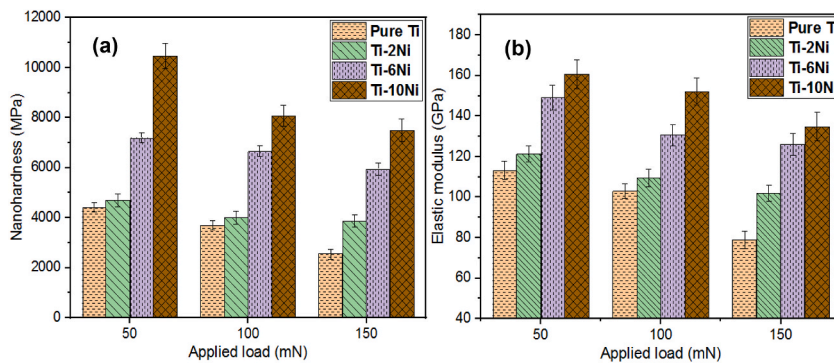 (a)
Pure Ti
Ti-2Ni
Ti-6Ni
Ti-10Ni
Nanohardness (MPa)
12000
10000
8000
6000
4000
2000
0
50 100 150
Applied load (mN)
(b)
Pure Ti
Ti-2Ni
Ti-6Ni
Ti-10Ni
Elastic modulus (GPa)
180
160
140
120
100
80
60
40
50 100 150
Applied load (mN)